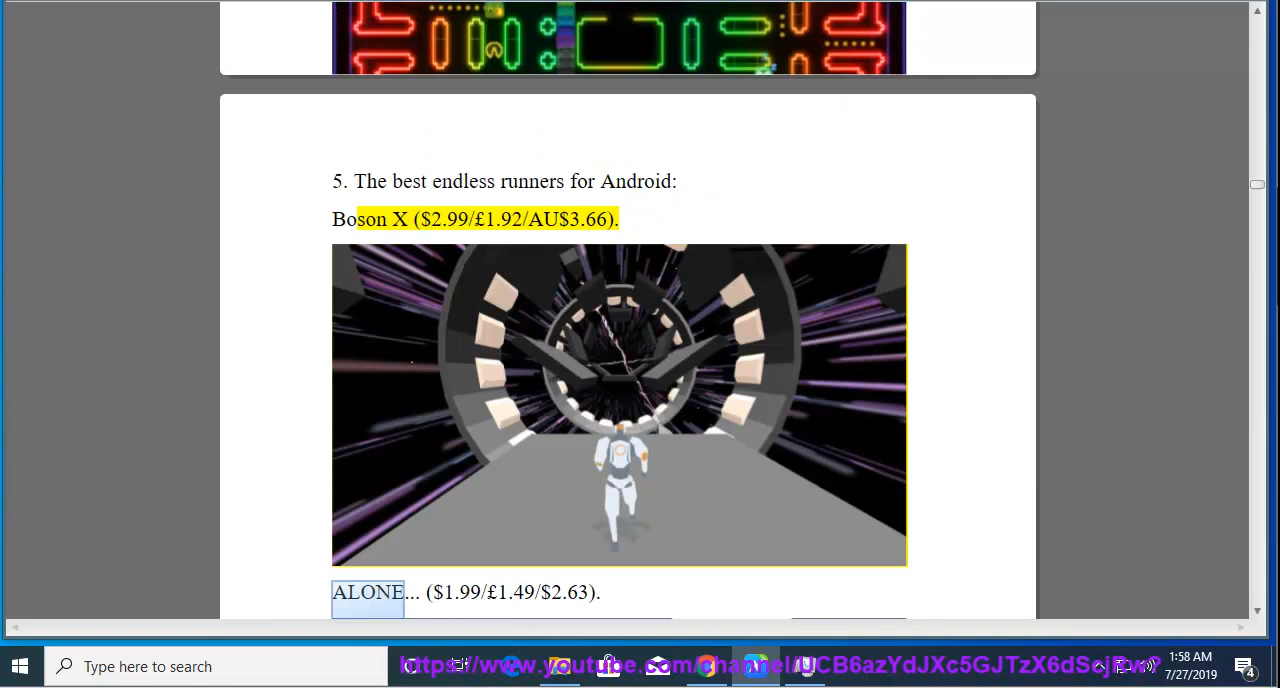 5. The best endless runners for Android:
Boson X ($2.99/£1.92/AU$3.66).
ALONE... ($1.99/£1.49/$2.63).
Type here to search
https://www.youtube.com/channel/
1:58 AM
7/27/2019
4